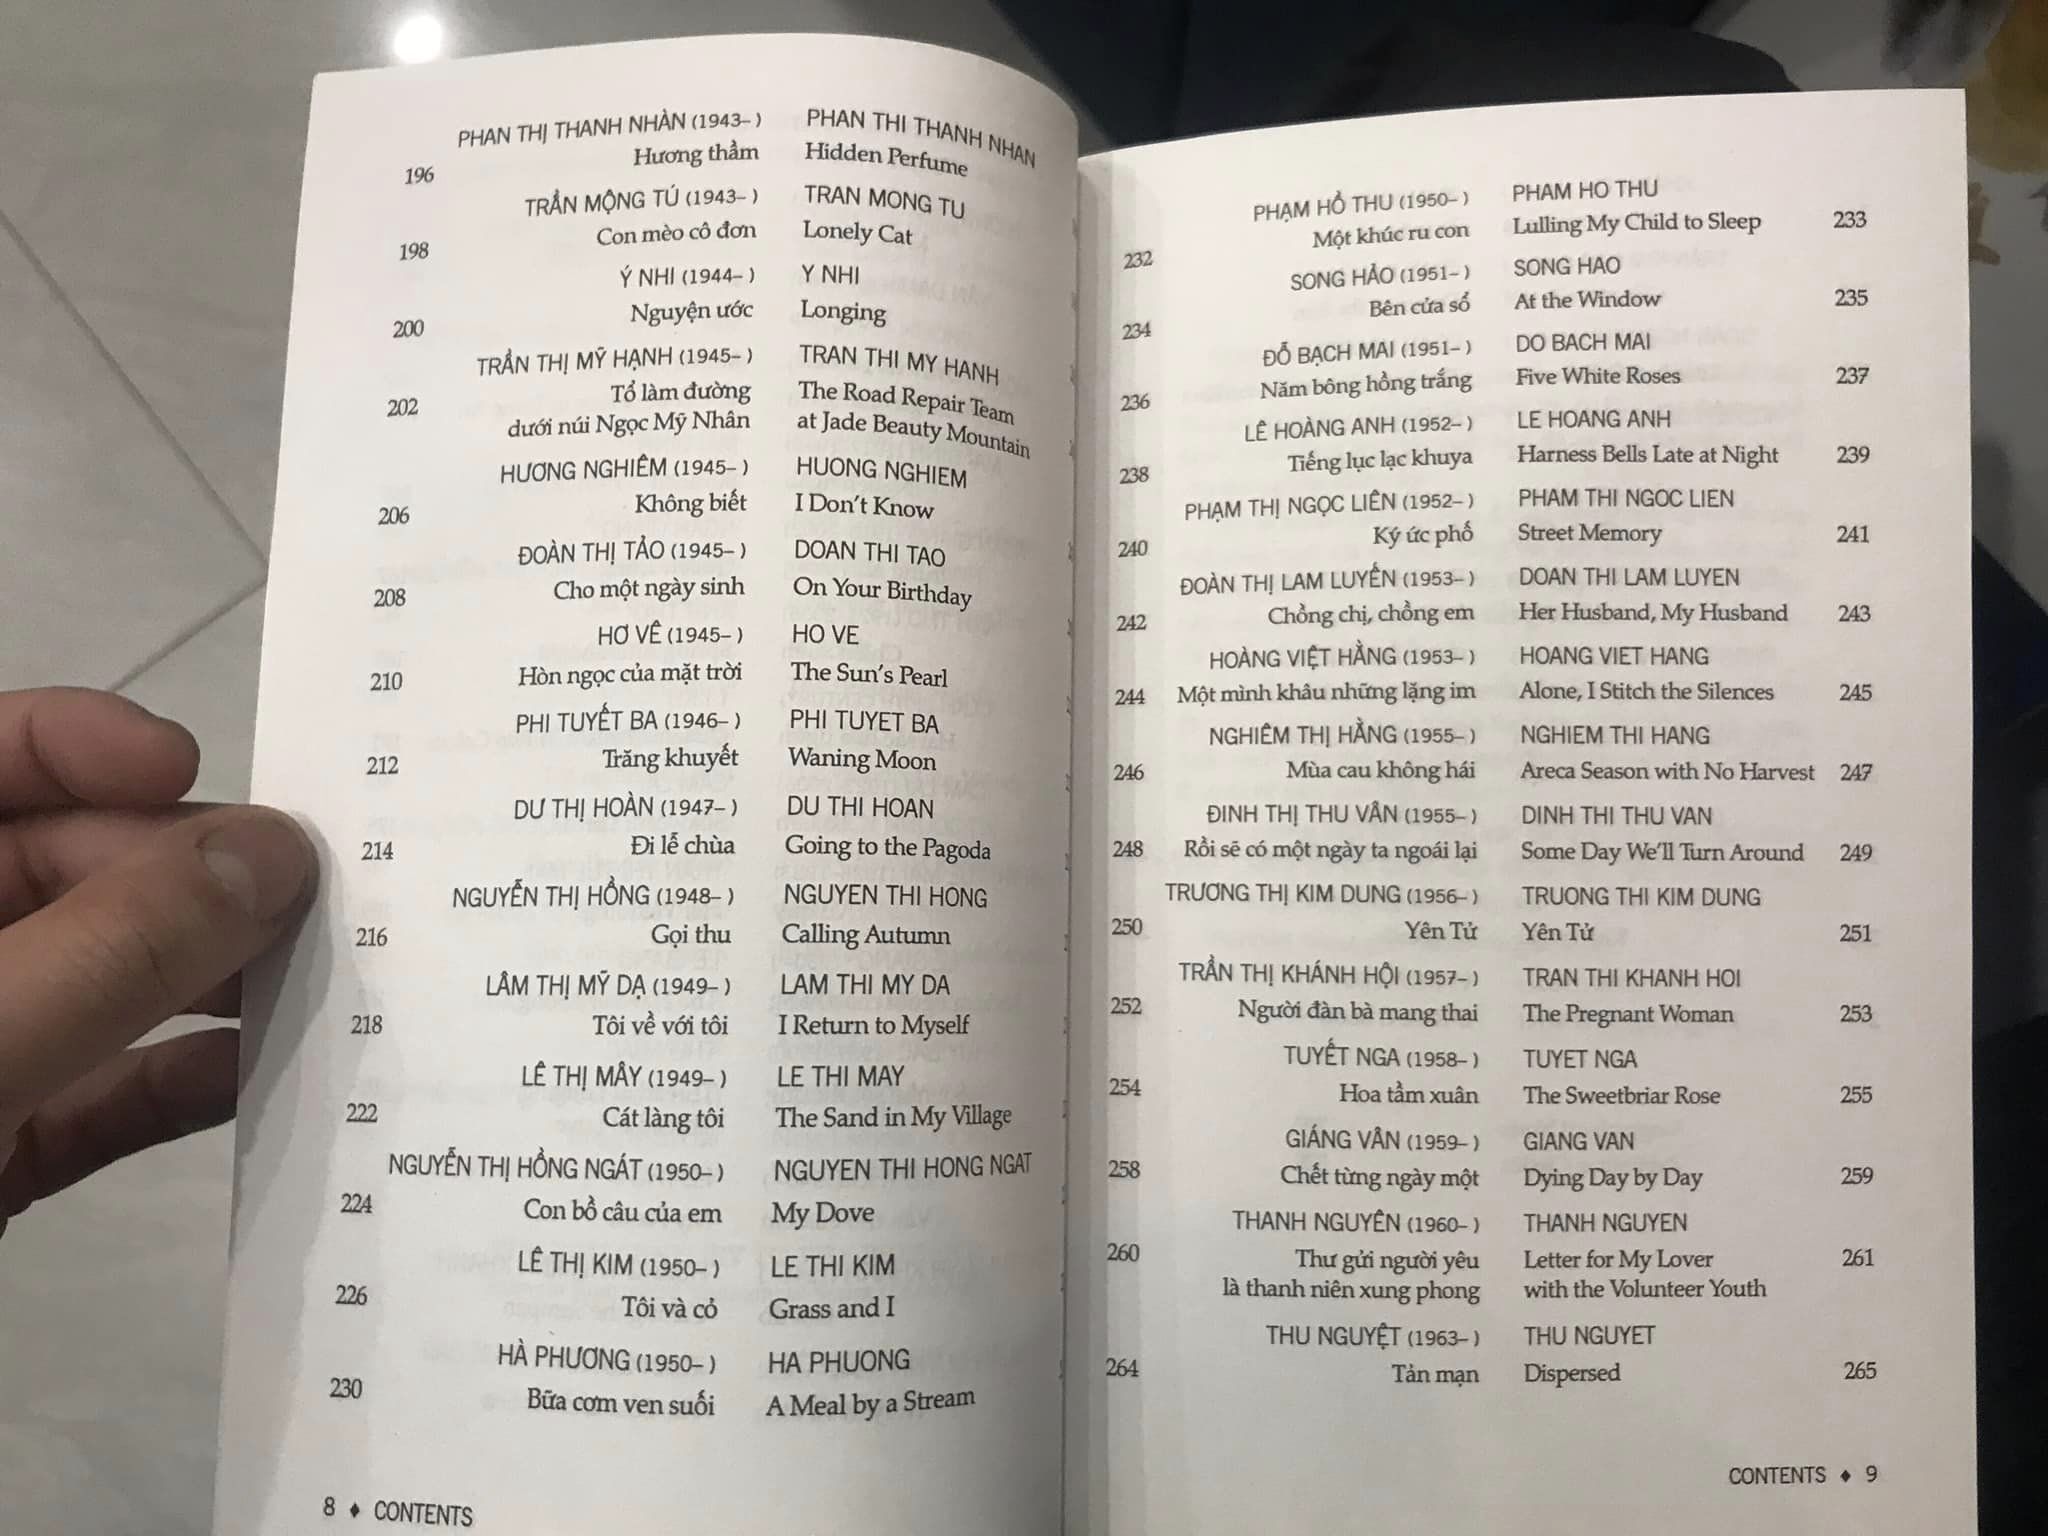 PHAN THỊ THANH NHÀN (1943– ) PHAN THI THANH NHAN
196 Hương thầm Hidden Perfume
TRẦN MỘNG TÚ (1943– ) TRAN MONG TU
198 Con mèo cô đơn Lonely Cat
Ý NHI (1944– ) Y NHI
200 Nguyện ước Longing
TRẦN THỊ MỸ HẠNH (1945– ) TRAN THI MY HANH
202 Tổ làm đường The Road Repair Team
dưới núi Ngọc Mỹ Nhân at Jade Beauty Mountain
HƯƠNG NGHIÊM (1945– ) HUONG NGHIEM
206 Không biết I Don't Know
ĐOÀN THỊ TẢO (1945– ) DOAN THI TAO
208 Cho một ngày sinh On Your Birthday
HƠ VÊ (1945– ) HO VE
210 Hòn ngọc của mặt trời The Sun's Pearl
PHI TUYẾT BA (1946– ) PHI TUYET BA
212 Trăng khuyết Waning Moon
DƯ THỊ HOÀN (1947– ) DU THI HOAN
214 Đi lễ chùa Going to the Pagoda
NGUYỄN THỊ HỒNG (1948– ) NGUYEN THI HONG
216 Gọi thu Calling Autumn
LÂM THỊ MỸ DẠ (1949– ) LAM THI MY DA
218 Tôi về với tôi I Return to Myself
LÊ THỊ MÂY (1949– ) LE THI MAY
222 Cát làng tôi The Sand in My Village
NGUYỄN THỊ HỒNG NGÁT (1950– ) NGUYEN THI HONG NGAT
224 Con bồ câu của em My Dove
LÊ THỊ KIM (1950– ) LE THI KIM
226 Tôi và cỏ Grass and I
HÀ PHƯƠNG (1950– ) HA PHUONG
230 Bữa cơm ven suối A Meal by a Stream
8 ♦ CONTENTS
PHẠM HỒ THU (1950– ) PHAM HO THU
232 Một khúc ru con Lulling My Child to Sleep 233
SONG HẢO (1951– ) SONG HAO
234 Bên cửa sổ At the Window 235
ĐỖ BẠCH MAI (1951– ) DO BACH MAI
236 Năm bông hồng trắng Five White Roses 237
LÊ HOÀNG ANH (1952– ) LE HOANG ANH
238 Tiếng lục lạc khuya Harness Bells Late at Night 239
PHẠM THỊ NGỌC LIÊN (1952– ) PHAM THI NGOC LIEN
240 Ký ức phố Street Memory 241
ĐOÀN THỊ LAM LUYẾN (1953– ) DOAN THI LAM LUYEN
242 Chồng chị, chồng em Her Husband, My Husband 243
HOÀNG VIỆT HẰNG (1953– ) HOANG VIET HANG
244 Một mình khâu những lặng im Alone, I Stitch the Silences 245
NGHIÊM THỊ HẰNG (1955– ) NGHIEM THI HANG
246 Mùa cau không hái Areca Season with No Harvest 247
ĐINH THỊ THU VÂN (1955– ) DINH THI THU VAN
248 Rồi sẽ có một ngày ta ngoái lại Some Day We'll Turn Around 249
TRƯƠNG THỊ KIM DUNG (1956– ) TRUONG THI KIM DUNG
250 Yên Tử Yên Tử 251
TRẦN THỊ KHÁNH HỘI (1957– ) TRAN THI KHANH HOI
252 Người đàn bà mang thai The Pregnant Woman 253
TUYẾT NGA (1958– ) TUYET NGA
254 Hoa tầm xuân The Sweetbriar Rose 255
GIÁNG VÂN (1959– ) GIANG VAN
258 Chết từng ngày một Dying Day by Day 259
THANH NGUYÊN (1960– ) THANH NGUYEN
260 Thư gửi người yêu Letter for My Lover 261
là thanh niên xung phong with the Volunteer Youth
THU NGUYỆT (1963– ) THU NGUYET
264 Tản mạn Dispersed 265
CONTENTS ♦ 9